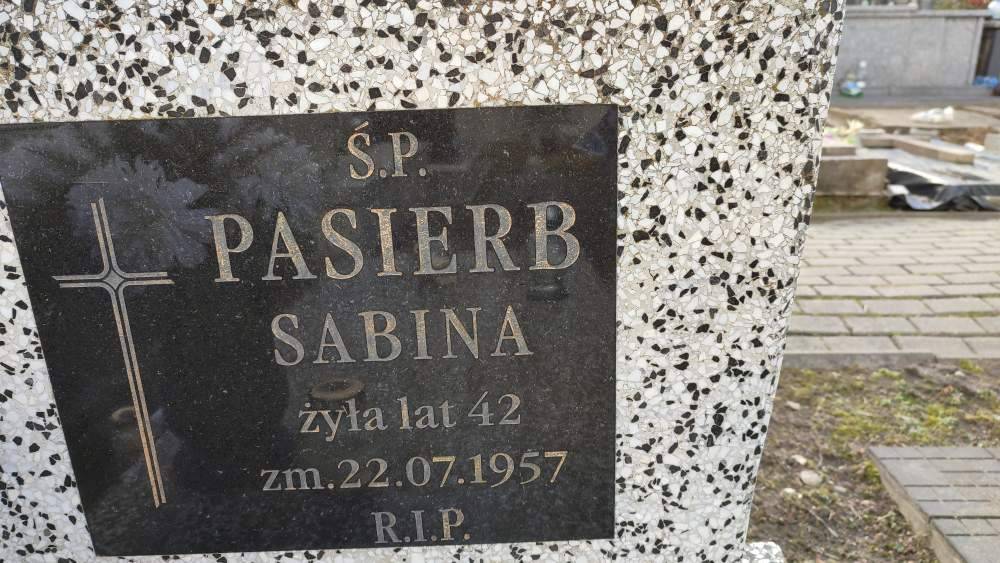 Ś.P.
PASIERB
SABINA
żyła lat 42
zm.22.07.1957
R.I.P.